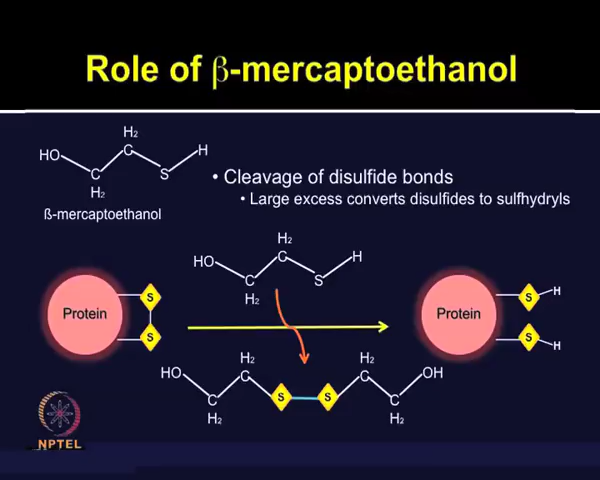 Role of β-mercaptoethanol
H₂
HO C S H
C
H₂
ß-mercaptoethanol
• Cleavage of disulfide bonds
• Large excess converts disulfides to sulfhydryls
H₂
HO C S H
C
H₂
Protein S S
Protein S H S H
HO C H₂ C H₂ S S H₂ C C H₂ OH
NPTEL